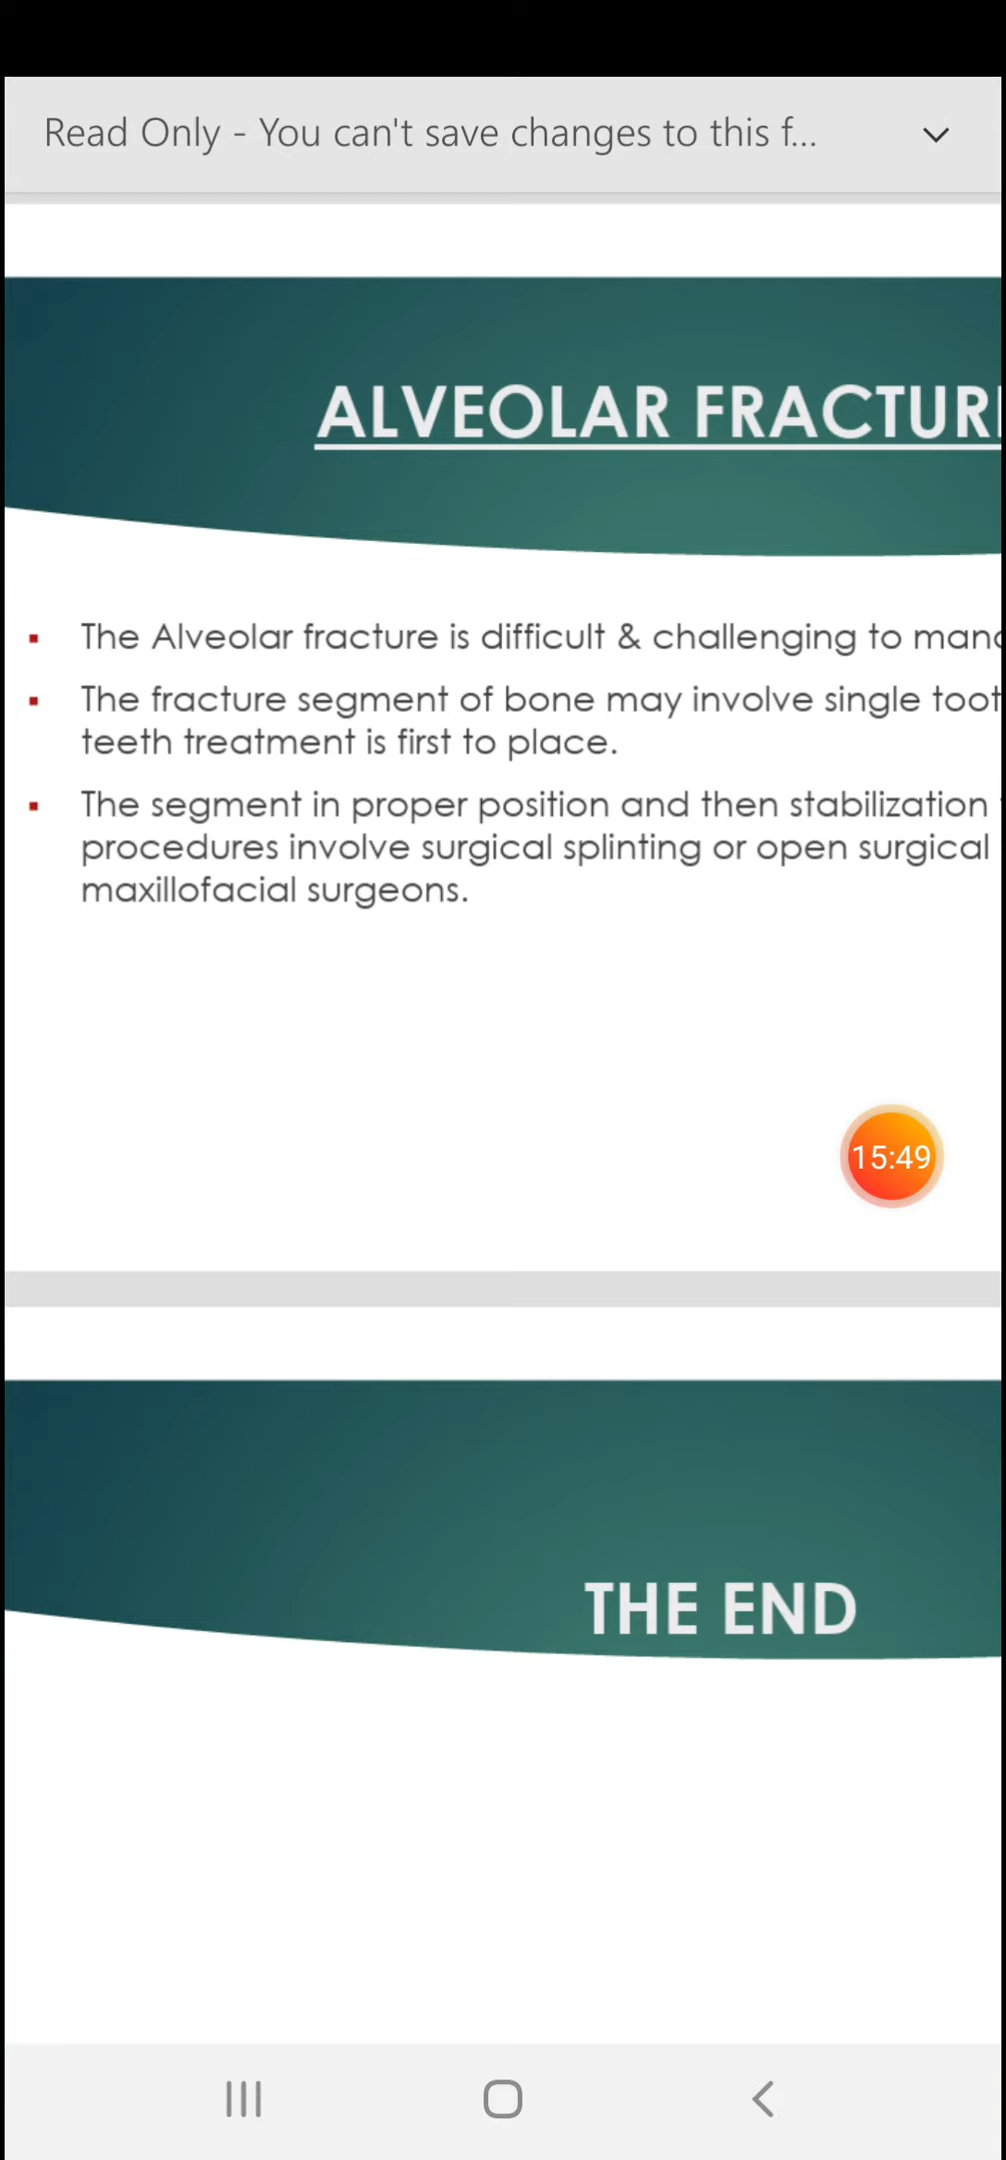 Read Only - You can't save changes to this f...
ALVEOLAR FRACTUR
The Alveolar fracture is difficult & challenging to
The fracture segment of bone may involve single
teeth treatment is first to place.
The segment in proper position and then stabilization
procedures involve surgical splinting or open surgical
maxillofacial surgeons.
15:49
THE END